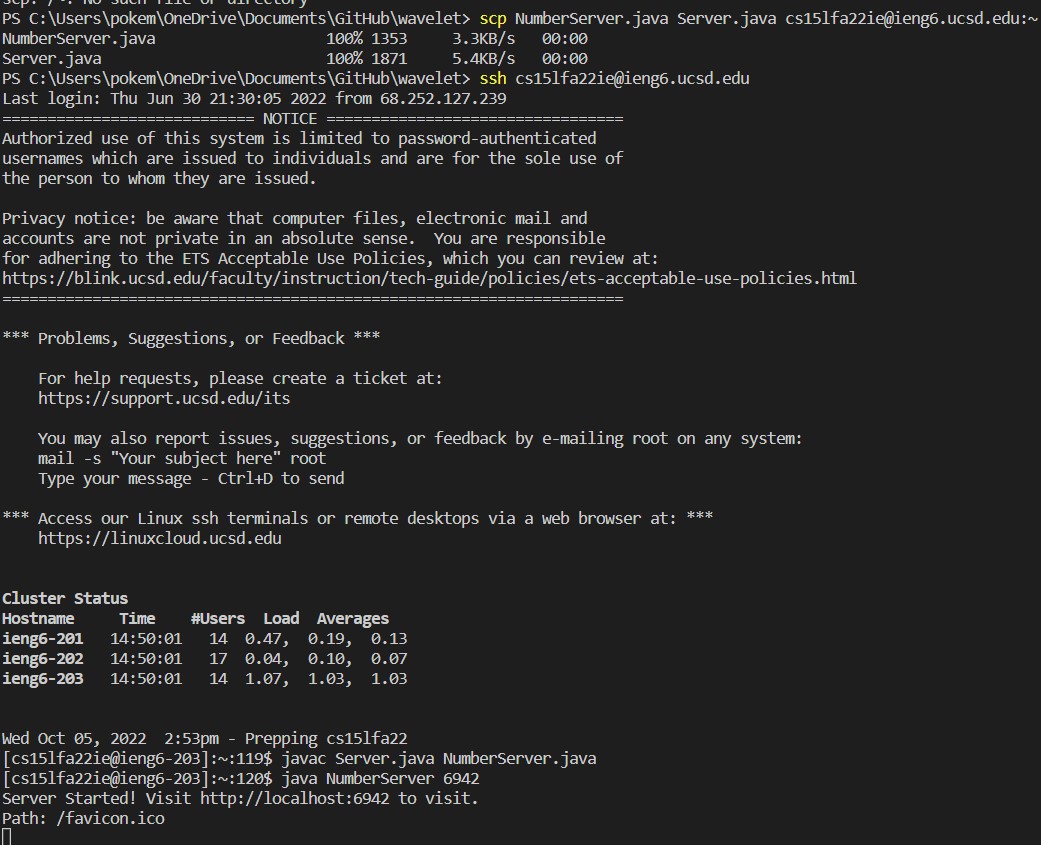 scp: /~: No such file or directory
PS C:\Users\pokem\OneDrive\Documents\GitHub\wavelet> scp NumberServer.java Server.java cs15lfa22ie@ieng6.ucsd.edu:~
NumberServer.java 100% 1353 3.3KB/s 00:00
Server.java 100% 1871 5.4KB/s 00:00
PS C:\Users\pokem\OneDrive\Documents\GitHub\wavelet> ssh cs15lfa22ie@ieng6.ucsd.edu
Last login: Thu Jun 30 21:30:05 2022 from 68.252.127.239
============================ NOTICE =================================
Authorized use of this system is limited to password-authenticated
usernames which are issued to individuals and are for the sole use of
the person to whom they are issued.
Privacy notice: be aware that computer files, electronic mail and
accounts are not private in an absolute sense.  You are responsible
for adhering to the ETS Acceptable Use Policies, which you can review at:
https://blink.ucsd.edu/faculty/instruction/tech-guide/policies/ets-acceptable-use-policies.html
=====================================================================
*** Problems, Suggestions, or Feedback ***
For help requests, please create a ticket at:
https://support.ucsd.edu/its
You may also report issues, suggestions, or feedback by e-mailing root on any system:
mail -s "Your subject here" root
Type your message - Ctrl+D to send
*** Access our Linux ssh terminals or remote desktops via a web browser at: ***
https://linuxcloud.ucsd.edu
Cluster Status
Hostname Time #Users Load Averages
ieng6-201 14:50:01 14 0.47, 0.19, 0.13
ieng6-202 14:50:01 17 0.04, 0.10, 0.07
ieng6-203 14:50:01 14 1.07, 1.03, 1.03
Wed Oct 05, 2022  2:53pm - Prepping cs15lfa22
[cs15lfa22ie@ieng6-203]:~:119$ javac Server.java NumberServer.java
[cs15lfa22ie@ieng6-203]:~:120$ java NumberServer 6942
Server Started! Visit http://localhost:6942 to visit.
Path: /favicon.ico